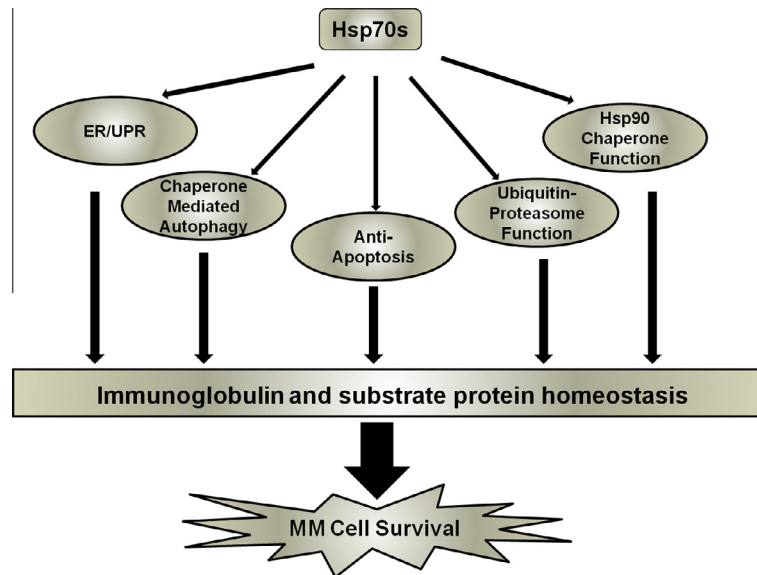 Hsp70s
ER/UPR
Hsp90
Chaperone
Function
Chaperone
Mediated
Autophagy
Anti-
Apoptosis
Ubiquitin-
Proteasome
Function
Immunoglobulin and substrate protein homeostasis
MM Cell Survival